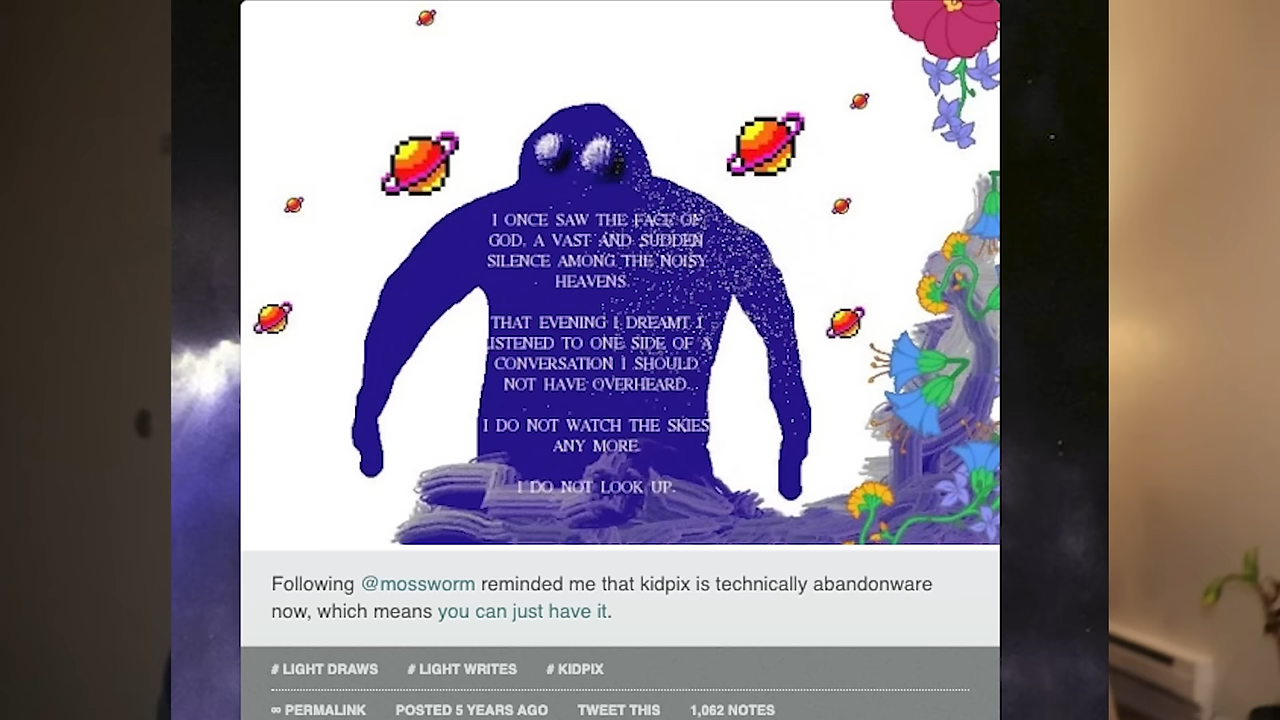 I ONCE SAW THE FACE OF
GOD, A VAST AND SUDDEN
SILENCE AMONG THE NOISY
HEAVENS.
THAT EVENING I DREAMT I
LISTENED TO ONE SIDE OF A
CONVERSATION I SHOULD
NOT HAVE OVERHEARD.
I DO NOT WATCH THE SKIES
ANY MORE.
I DO NOT LOOK UP.
Following @mossworm reminded me that kidpix is technically abandonware
now, which means you can just have it.
# LIGHT DRAWS # LIGHT WRITES # KIDPIX
∞ PERMALINK POSTED 5 YEARS AGO TWEET THIS 1,062 NOTES